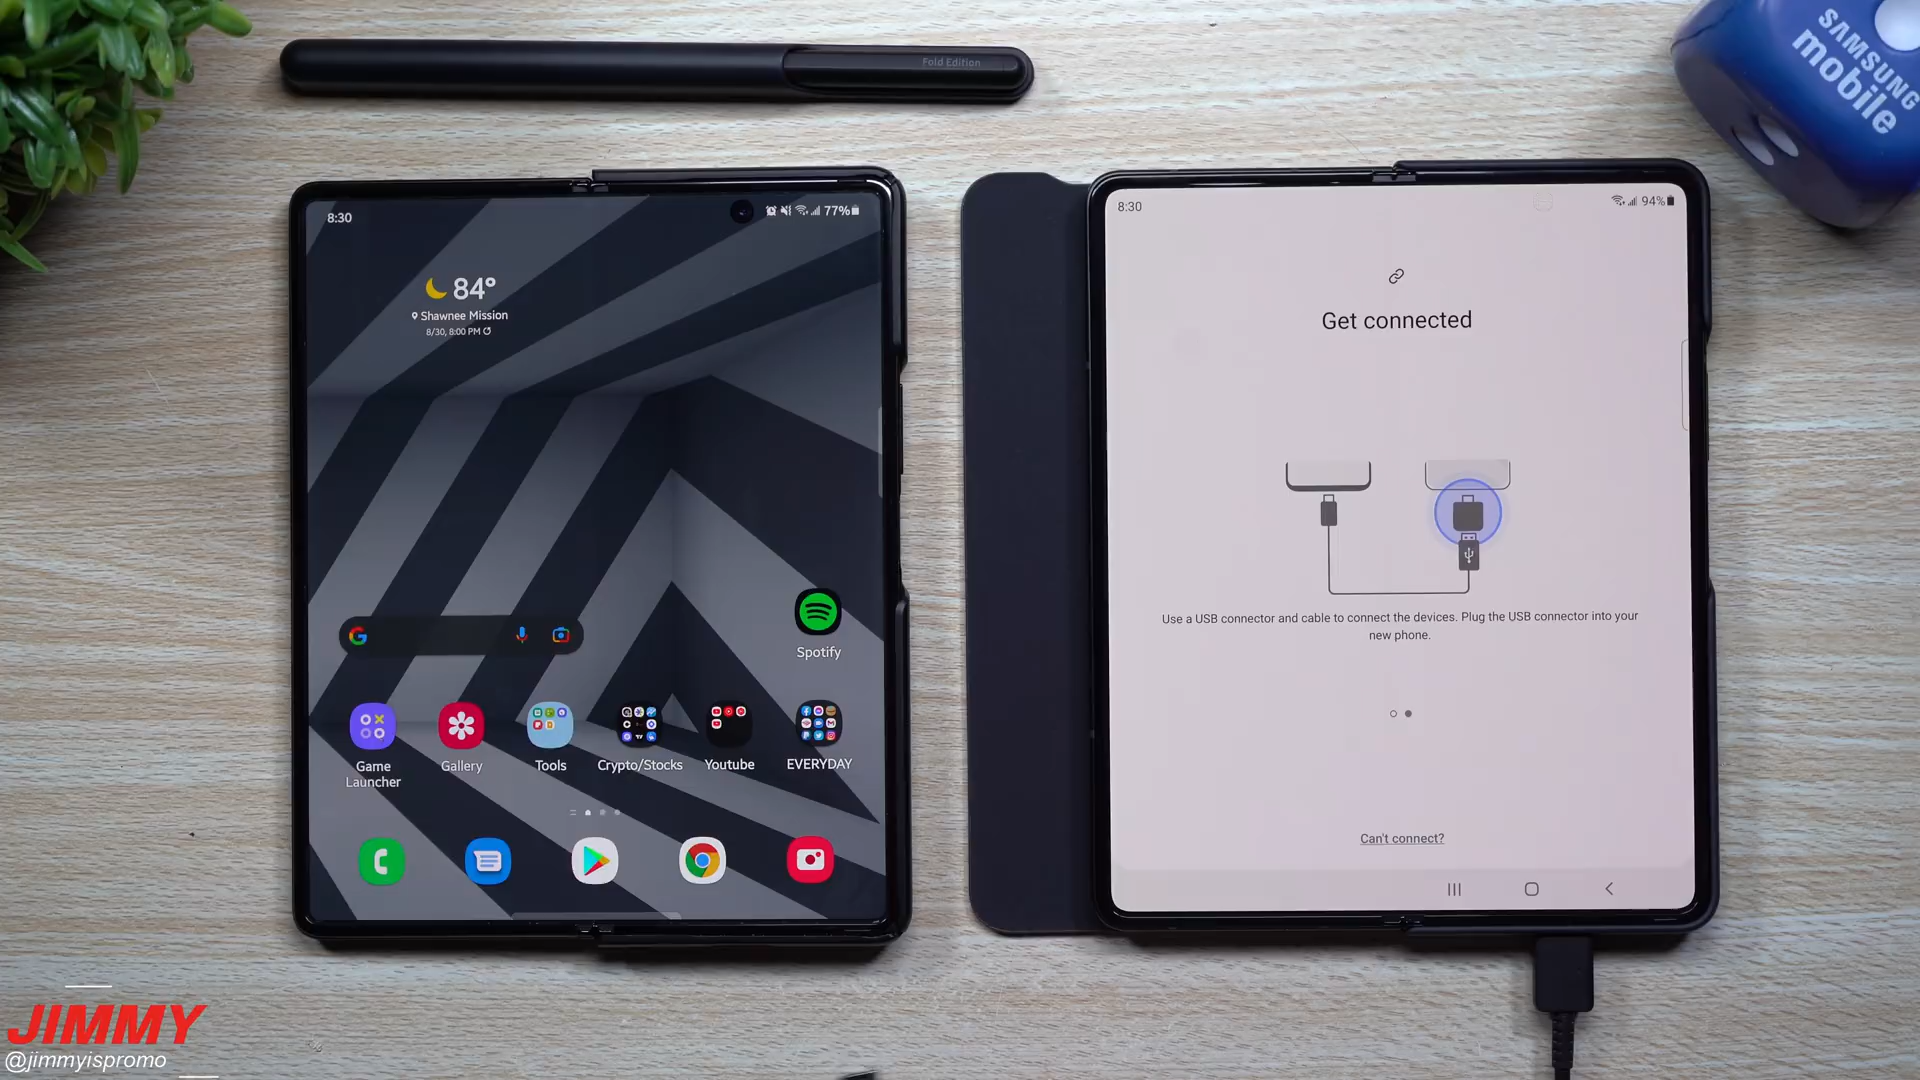 Fold Edition
SAMSUNG
mobile
8:30
77%
84°
Shawnee Mission
8/30, 8:00 PM
Spotify
Game
Launcher
Gallery
Tools
Crypto/Stocks
Youtube
EVERYDAY
8:30
94%
Get connected
Use a USB connector and cable to connect the devices. Plug the USB connector into your
new phone.
Can't connect?
JIMMY
@jimmyispromo